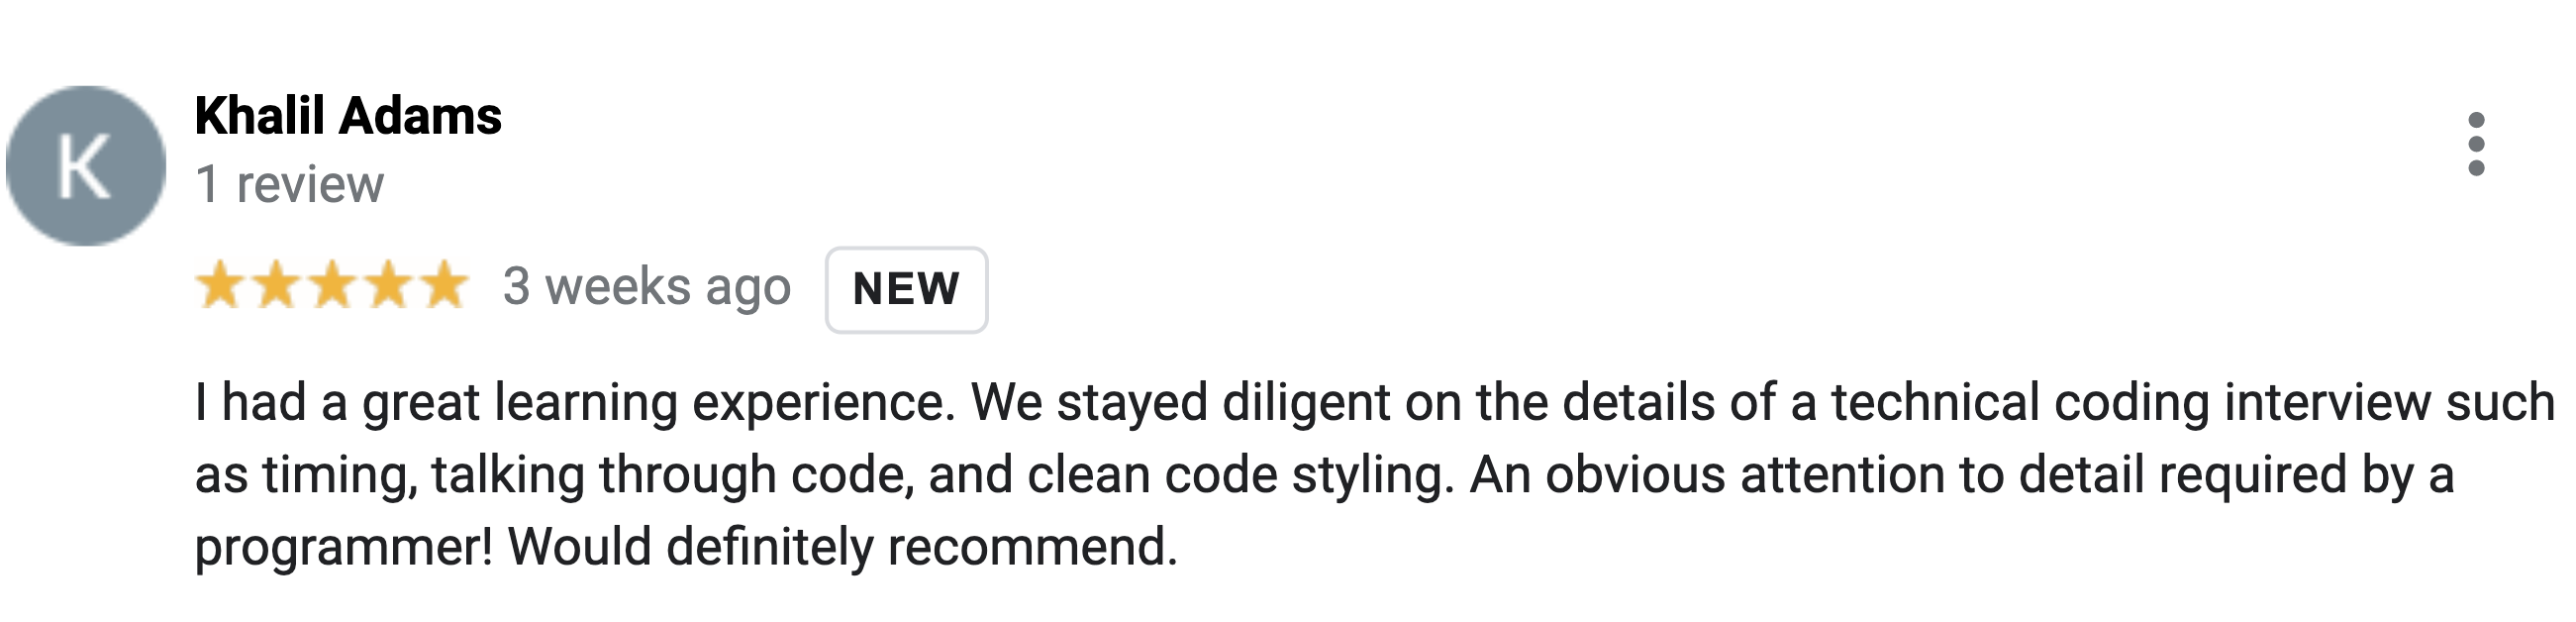 K
Khalil Adams
1 review
3 weeks ago NEW
I had a great learning experience. We stayed diligent on the details of a technical coding interview such
as timing, talking through code, and clean code styling. An obvious attention to detail required by a
programmer! Would definitely recommend.